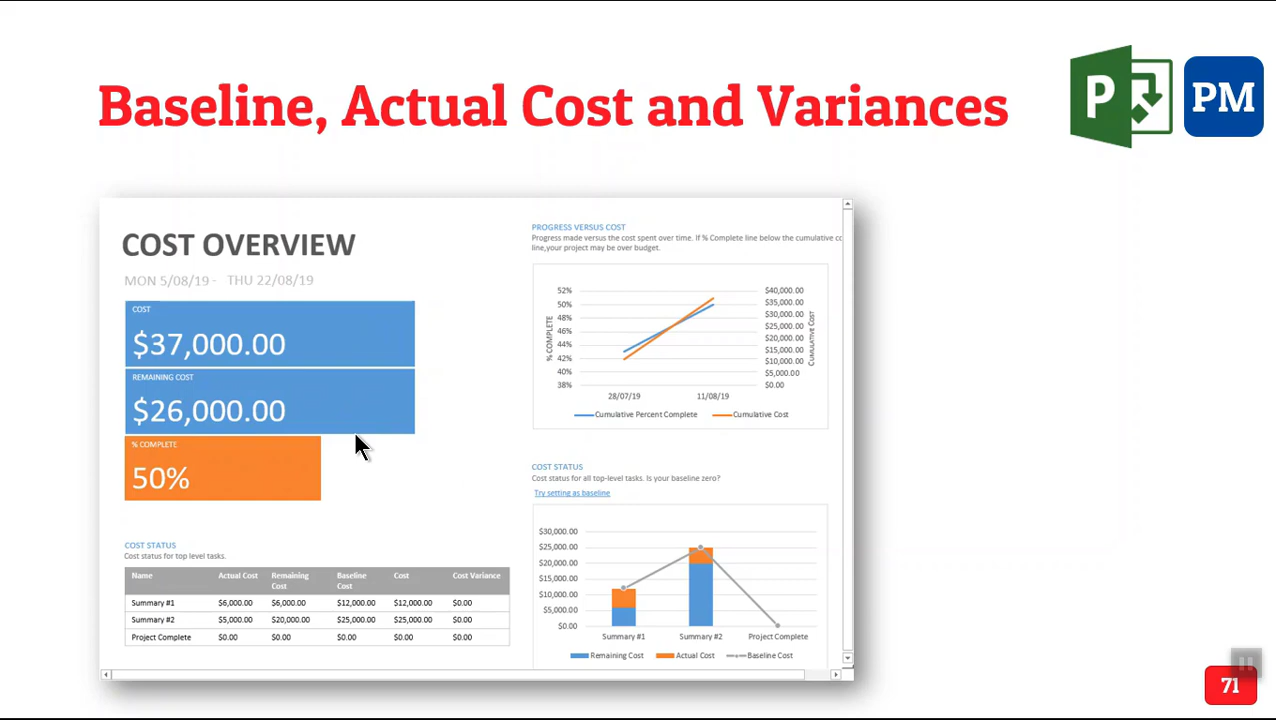 Baseline, Actual Cost and Variances
P
PM
COST OVERVIEW
MON 5/08/19 - THU 22/08/19
COST
$37,000.00
REMAINING COST
$26,000.00
% COMPLETE
50%
COST STATUS
Cost status for top level tasks.
Name Actual Cost Remaining Cost Baseline Cost Cost Cost Variance
Summary #1 $6,000.00 $6,000.00 $12,000.00 $12,000.00 $0.00
Summary #2 $5,000.00 $20,000.00 $25,000.00 $25,000.00 $0.00
Project Complete $0.00 $0.00 $0.00 $0.00 $0.00
PROGRESS VERSUS COST
Progress made versus the cost spent over time. If % Complete line below the cumulative co
line,your project may be over budget.
% COMPLETE
52%
50%
48%
46%
44%
42%
40%
38%
$40,000.00
$35,000.00
$30,000.00
$25,000.00
$20,000.00
$15,000.00
$10,000.00
$5,000.00
$0.00
CUMULATIVE COST
28/07/19 11/08/19
Cumulative Percent Complete Cumulative Cost
COST STATUS
Cost status for all top-level tasks. Is your baseline zero?
Try setting as baseline
$30,000.00
$25,000.00
$20,000.00
$15,000.00
$10,000.00
$5,000.00
$0.00
Summary #1 Summary #2 Project Complete
Remaining Cost Actual Cost Baseline Cost
71